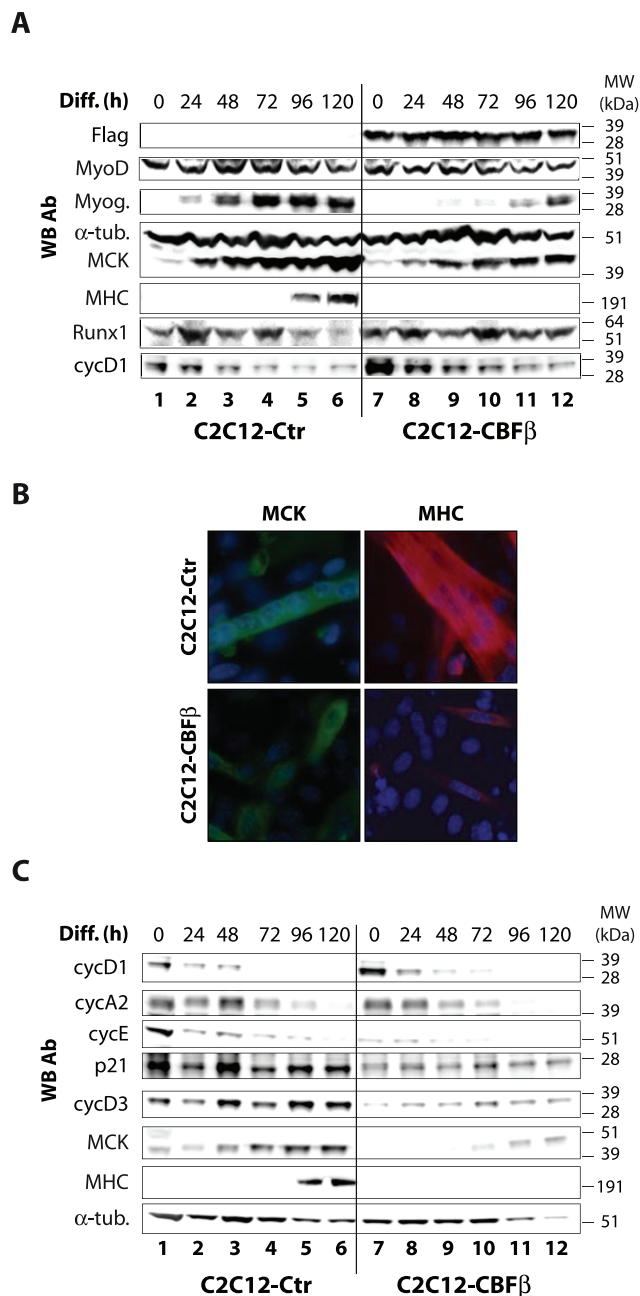 A
MW
Diff. (h) 0 24 48 72 96 120 0 24 48 72 96 120 (kDa)
Flag 39
28
MyoD 51
39
Myog. 39
28
WB Ab
α-tub. 51
MCK 39
MHC 191
Runx1 64
51
cycD1 39
28
1 2 3 4 5 6 7 8 9 10 11 12
C2C12-Ctr C2C12-CBFβ
B
MCK MHC
C2C12-Ctr
C2C12-CBFβ
C
MW
Diff. (h) 0 24 48 72 96 120 0 24 48 72 96 120 (kDa)
cycD1 39
28
cycA2 39
cycE 51
WB Ab
p21 28
cycD3 39
28
MCK 51
39
MHC 191
α-tub. 51
1 2 3 4 5 6 7 8 9 10 11 12
C2C12-Ctr C2C12-CBFβ